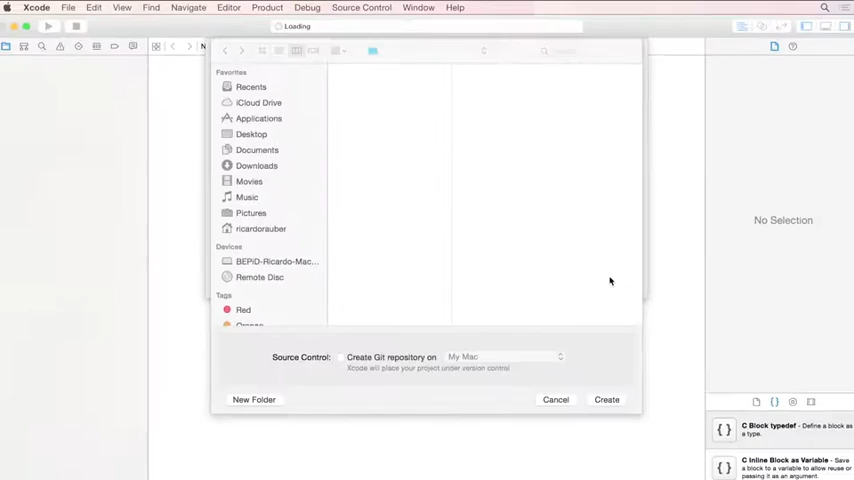 Xcode File Edit View Find Navigate Editor Product Debug Source Control Window Help
Loading
N
Favorites
Recents
iCloud Drive
Applications
Desktop
Documents
Downloads
Movies
Music
Pictures
ricardorauber
Devices
BEPiD-Ricardo-Mac...
Remote Disc
Tags
Red
Orange
No Selection
Source Control: Create Git repository on My Mac
Xcode will place your project under version control
New Folder Cancel Create
{ } C Block typedef - Define a block as
a type.
{ } C Inline Block as Variable - Save
a block to a variable to allow reuse or
passing it as an argument.